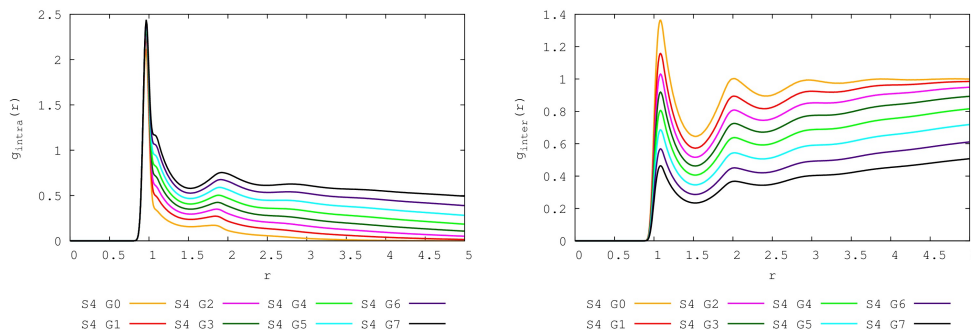 2.5
2
1.5
1
0.5
0
g_intra(r)
0 0.5 1 1.5 2 2.5 3 3.5 4 4.5 5
r
S4 G0 S4 G2 S4 G4 S4 G6
S4 G1 S4 G3 S4 G5 S4 G7
1.4
1.2
1
0.8
0.6
0.4
0.2
0
g_inter(r)
0 0.5 1 1.5 2 2.5 3 3.5 4 4.5 5
r
S4 G0 S4 G2 S4 G4 S4 G6
S4 G1 S4 G3 S4 G5 S4 G7